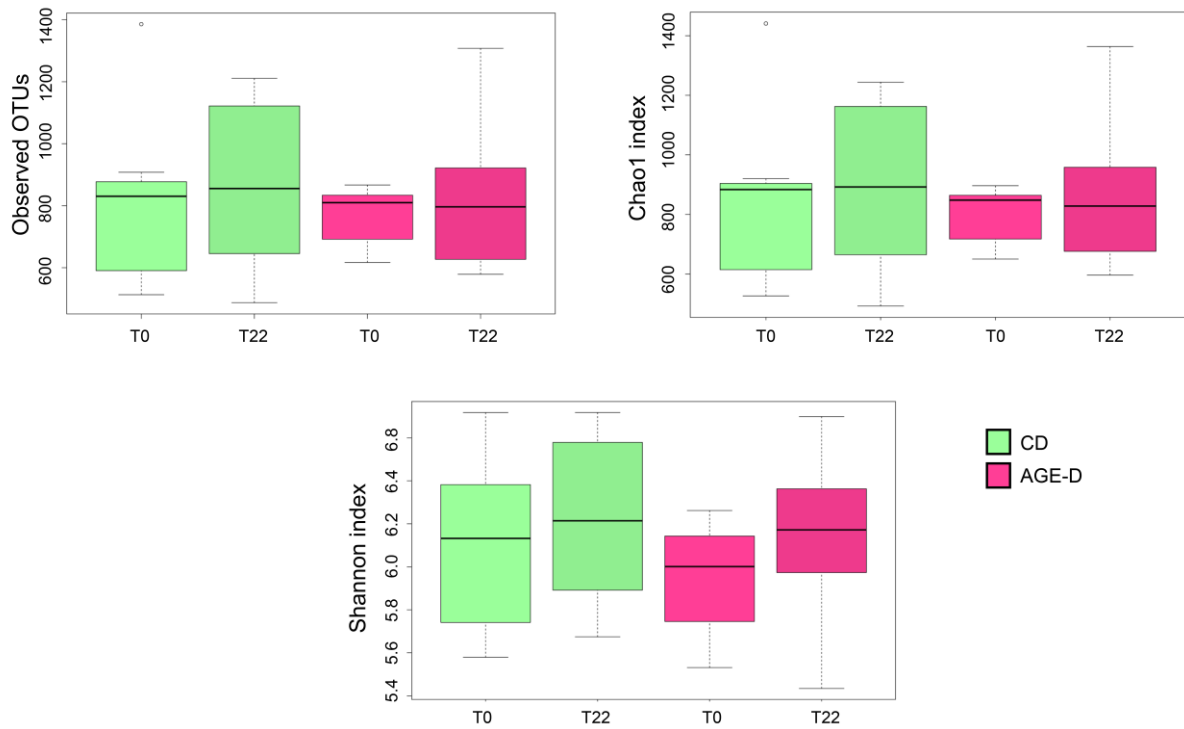 Observed OTUs
1400
1200
1000
800
600
T0 T22 T0 T22
Chao1 index
1400
1200
1000
800
600
T0 T22 T0 T22
Shannon index
6.8
6.4
6.2
6.0
5.8
5.6
5.4
T0 T22 T0 T22
CD
AGE-D